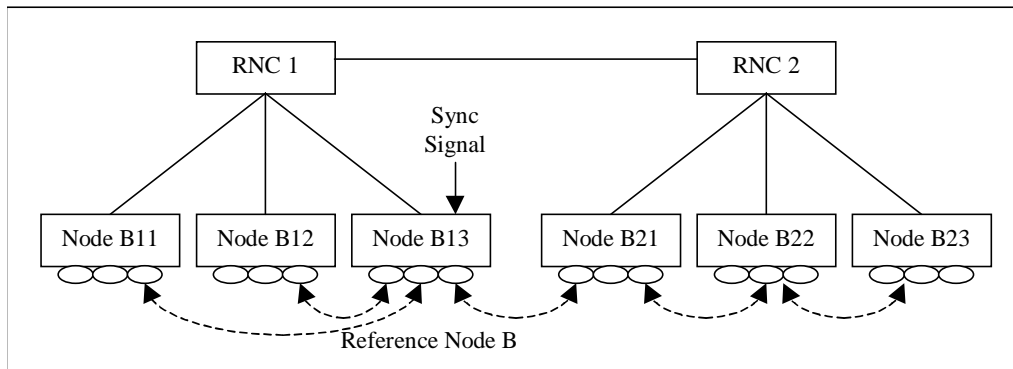 RNC 1
RNC 2
Sync
Signal
Node B11
Node B12
Node B13
Node B21
Node B22
Node B23
Reference Node B